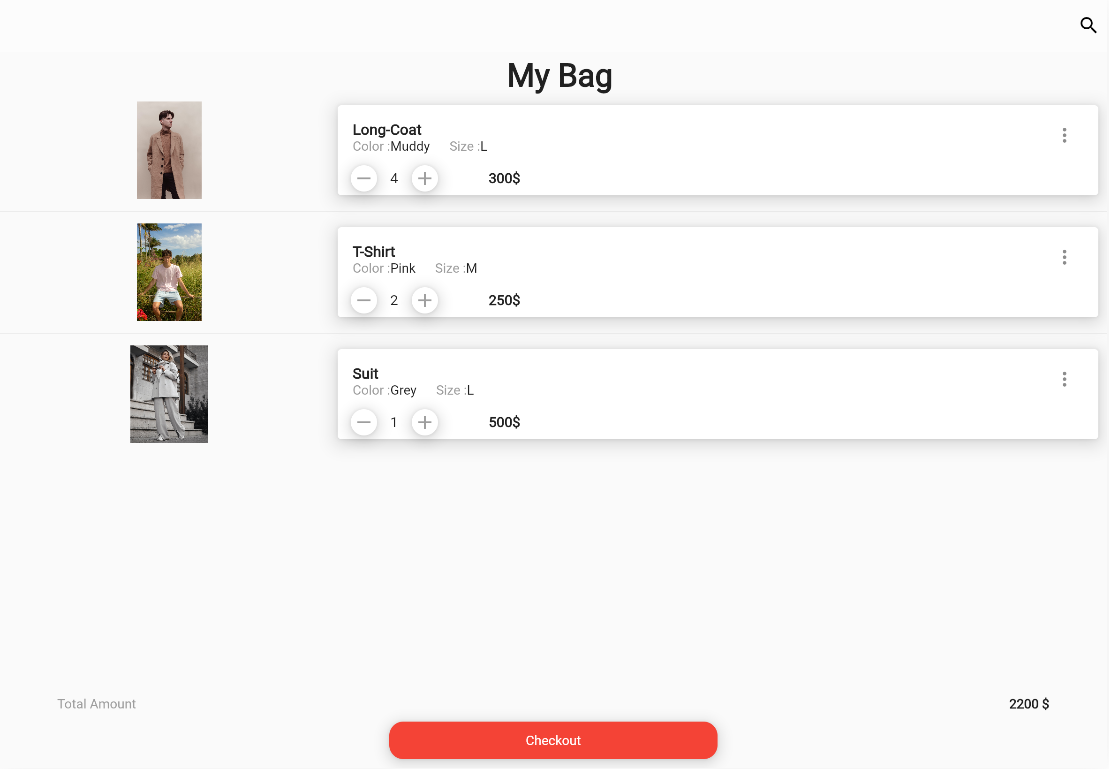 My Bag
Long-Coat
Color :Muddy Size :L
4 300$
T-Shirt
Color :Pink Size :M
2 250$
Suit
Color :Grey Size :L
1 500$
Total Amount 2200 $
Checkout